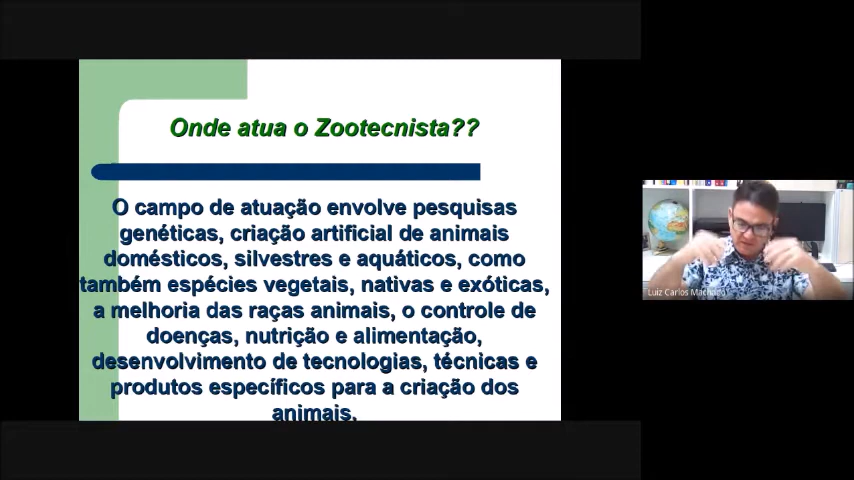 Onde atua o Zootecnista??
O campo de atuação envolve pesquisas
genéticas, criação artificial de animais
domésticos, silvestres e aquáticos, como
também espécies vegetais, nativas e exóticas,
a melhoria das raças animais, o controle de
doenças, nutrição e alimentação,
desenvolvimento de tecnologias, técnicas e
produtos específicos para a criação dos
animais.
Luiz Carlos Machado